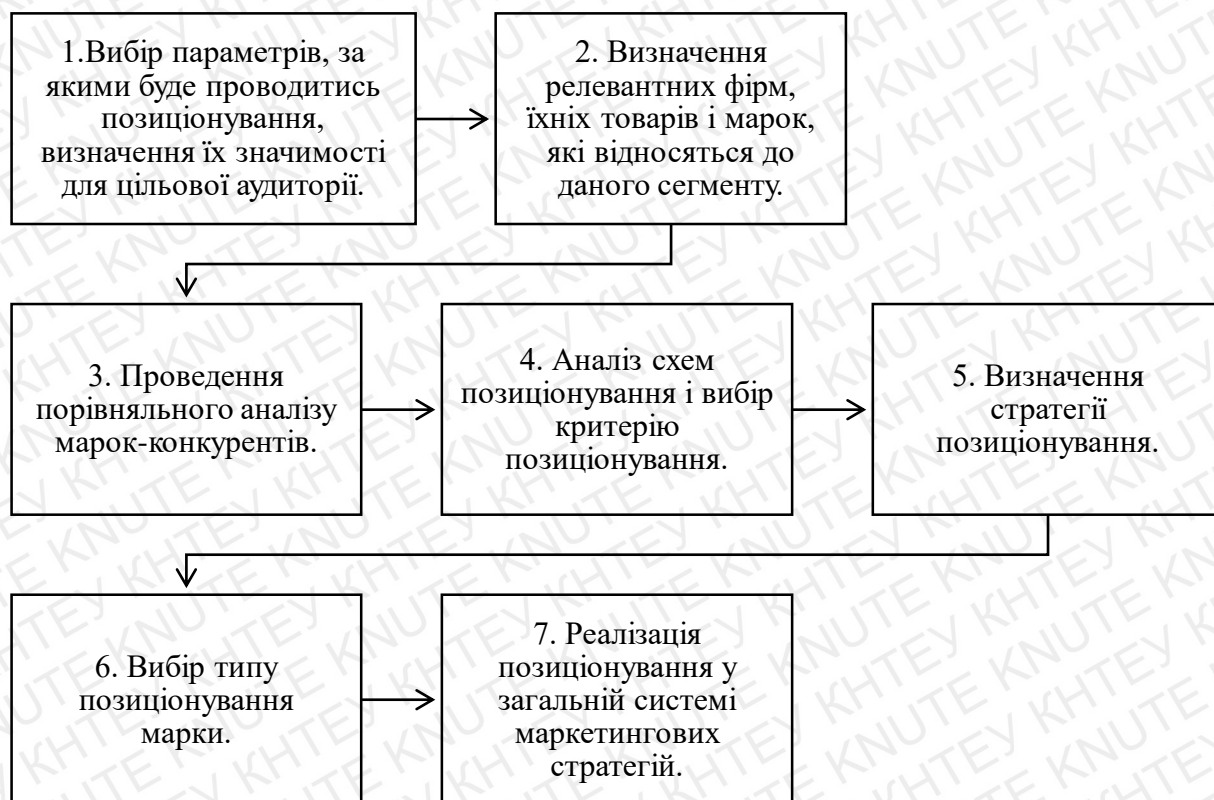 1.Вибір параметрів, за
якими буде проводитись
позиціонування,
визначення їх значимості
для цільової аудиторії.
2. Визначення
релевантних фірм,
їхніх товарів і марок,
які відносяться до
даного сегменту.
3. Проведення
порівняльного аналізу
марок-конкурентів.
4. Аналіз схем
позиціонування і вибір
критерію
позиціонування.
5. Визначення
стратегії
позиціонування.
6. Вибір типу
позиціонування
марки.
7. Реалізація
позиціонування у
загальній системі
маркетингових
стратегій.